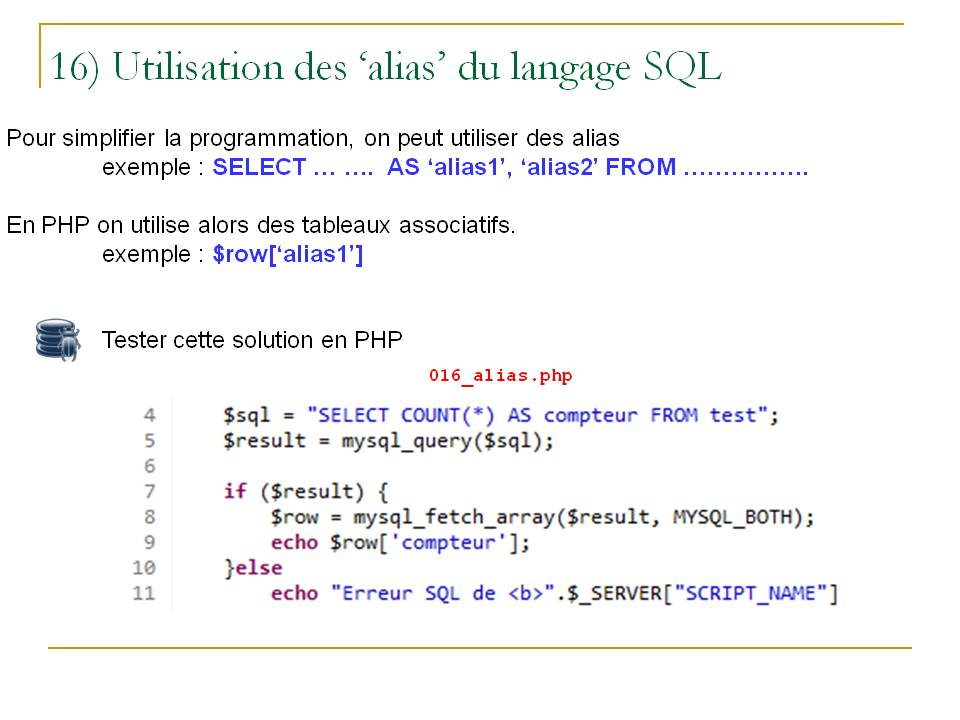 16) Utilisation des ‘alias’ du langage SQL
Pour simplifier la programmation, on peut utiliser des alias
exemple : SELECT … …. AS ‘alias1’, ‘alias2’ FROM …………….
En PHP on utilise alors des tableaux associatifs.
exemple : $row[‘alias1’]
Tester cette solution en PHP
016_alias.php
4 $sql = "SELECT COUNT(*) AS compteur FROM test";
5 $result = mysql_query($sql);
6
7 if ($result) {
8 $row = mysql_fetch_array($result, MYSQL_BOTH);
9 echo $row['compteur'];
10 }else
11 echo "Erreur SQL de <b>".$_SERVER["SCRIPT_NAME"]